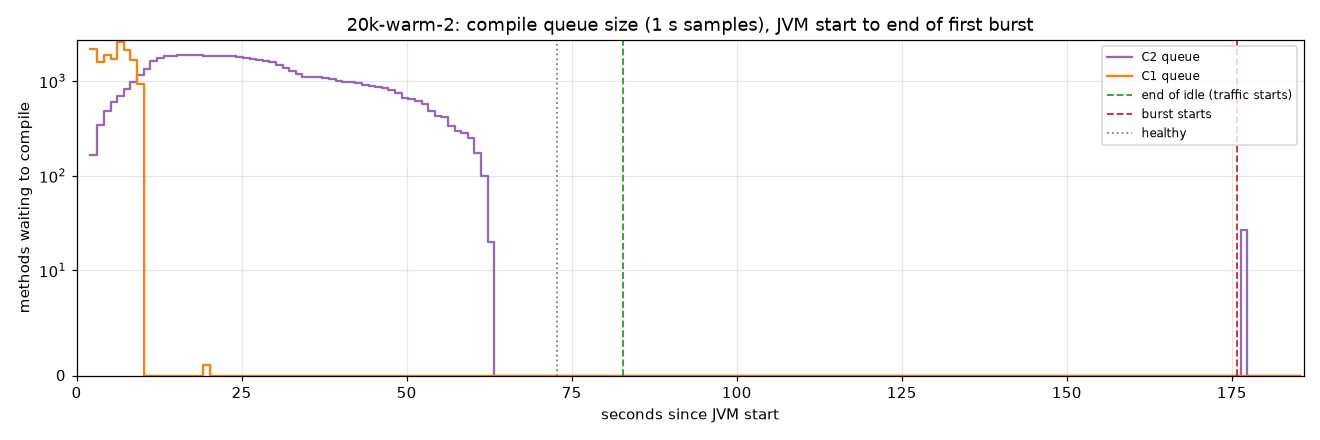 20k-warm-2: compile queue size (1 s samples), JVM start to end of first burst
methods waiting to compile
10³
10²
10¹
0
C2 queue
C1 queue
end of idle (traffic starts)
burst starts
healthy
0 25 50 75 100 125 150 175
seconds since JVM start